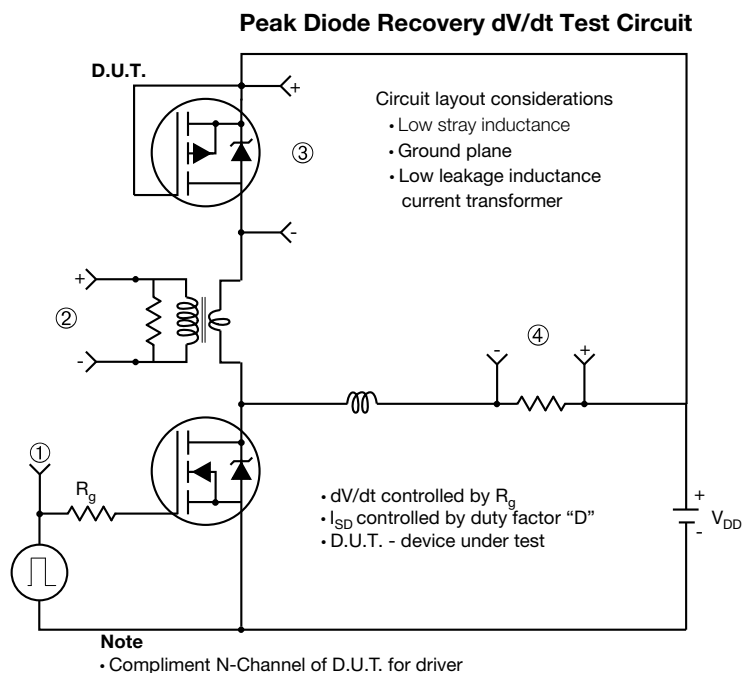 Peak Diode Recovery dV/dt Test Circuit
D.U.T.
+
Circuit layout considerations
• Low stray inductance
③
• Ground plane
• Low leakage inductance
current transformer
-
+
②
-
④
-
+
①
Rg
• dV/dt controlled by Rg
• ISD controlled by duty factor “D”
• D.U.T. - device under test
+
VDD
-
Note
• Compliment N-Channel of D.U.T. for driver